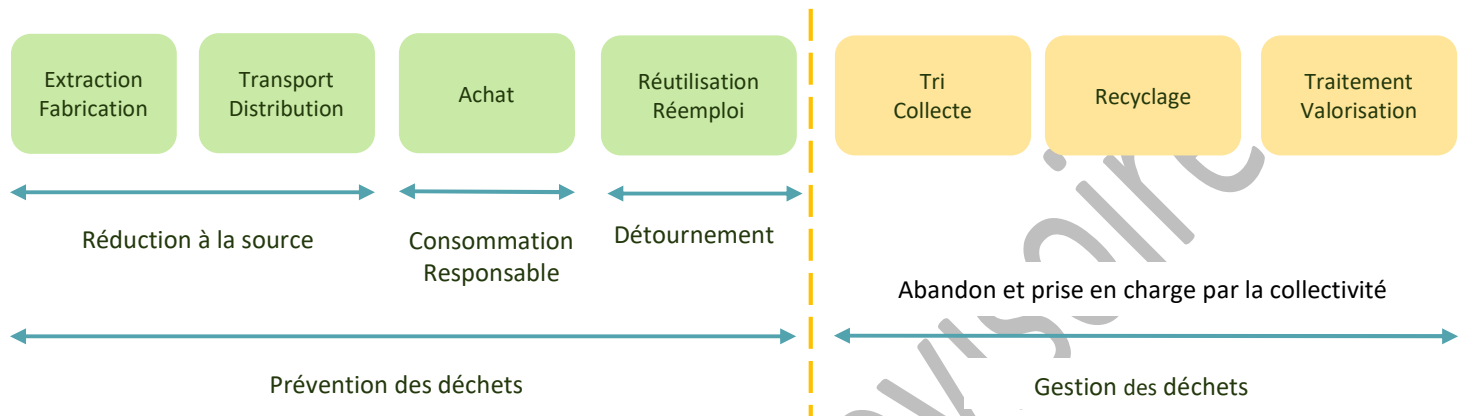 Extraction
Fabrication
Transport
Distribution
Achat
Réutilisation
Réemploi
Tri
Collecte
Recyclage
Traitement
Valorisation
Réduction à la source
Consommation
Responsable
Détournement
Abandon et prise en charge par la collectivité
Prévention des déchets
Gestion des déchets